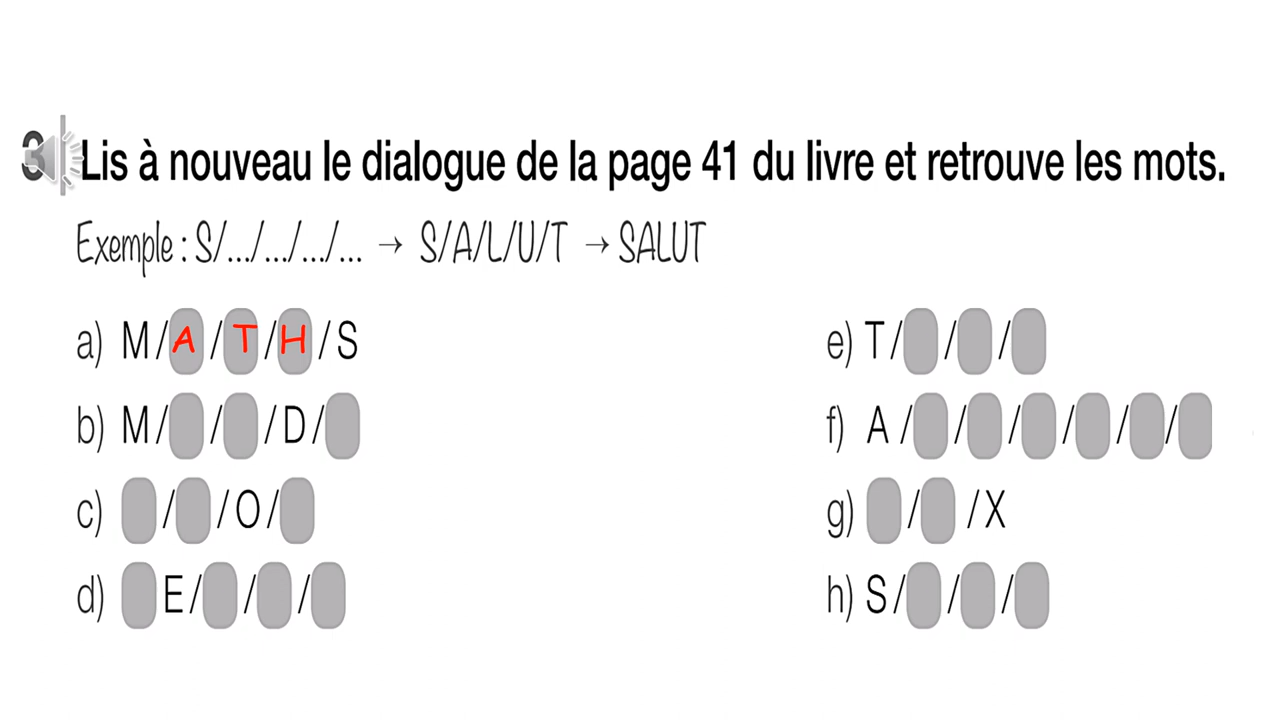 3 Lis à nouveau le dialogue de la page 41 du livre et retrouve les mots.
Exemple : S/.../.../.../... → S/A/L/U/T → SALUT
a) M/A/T/H/S
b) M/ / /D/
c) / /O/
d) E/ / /
e) T/ / /
f) A/ / / / / /
g) / /X
h) S/ / /